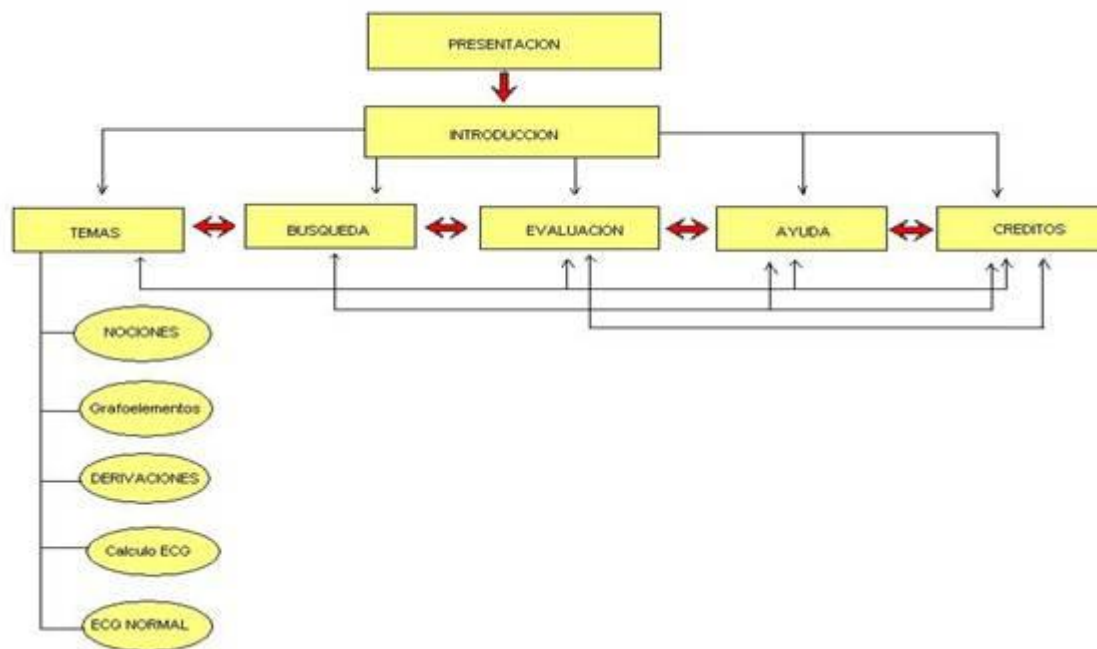 PRESENTACION
INTRODUCCION
TEMAS
BUSQUEDA
EVALUACION
AYUDA
CREDITOS
NOCIONES
Grafoelementos
DERIVACIONES
Calculo ECG
ECG NORMAL